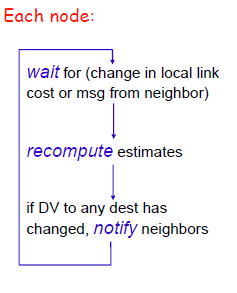 Each node:
wait for (change in local link
cost or msg from neighbor)
recompute estimates
if DV to any dest has
changed, notify neighbors